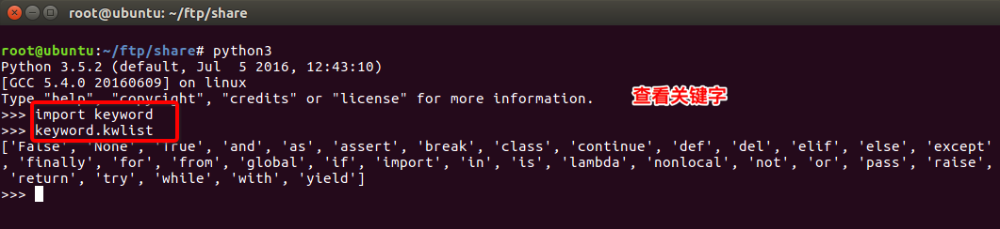 root@ubuntu: ~/ftp/share
root@ubuntu:~/ftp/share# python3
Python 3.5.2 (default, Jul  5 2016, 12:43:10)
[GCC 5.4.0 20160609] on linux
Type "help", "copyright", "credits" or "license" for more information.
查看关键字
>>> import keyword
>>> keyword.kwlist
['False', 'None', 'True', 'and', 'as', 'assert', 'break', 'class', 'continue', 'def', 'del', 'elif', 'else', 'except'
, 'finally', 'for', 'from', 'global', 'if', 'import', 'in', 'is', 'lambda', 'nonlocal', 'not', 'or', 'pass', 'raise',
 'return', 'try', 'while', 'with', 'yield']
>>>